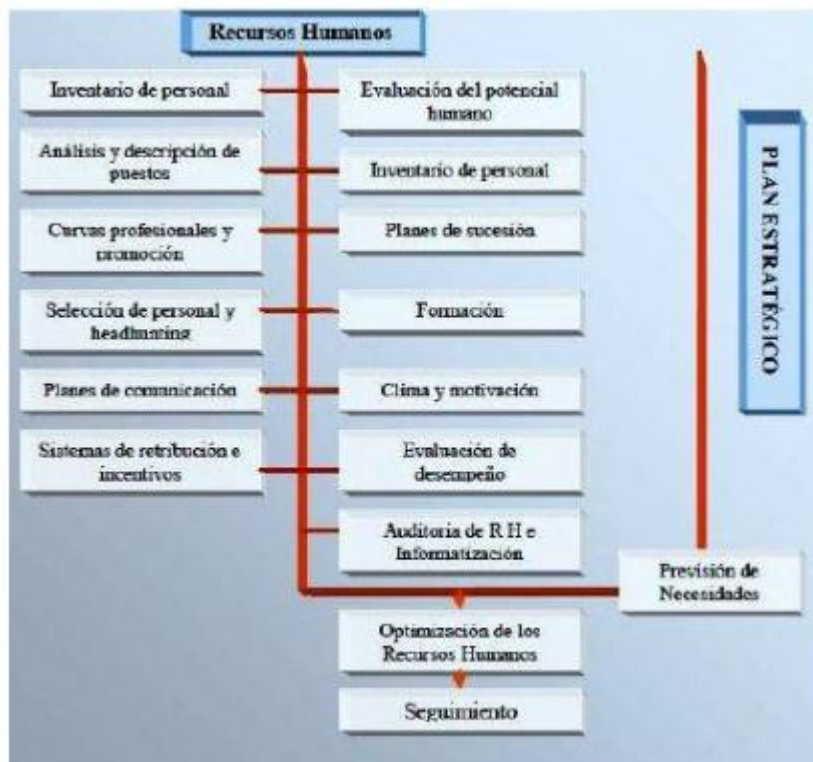 Recursos Humanos
Inventario de personal
Evaluación del potencial
humano
Análisis y descripción de
puestos
Inventario de personal
Curvas profesionales y
promoción
Planes de sucesión
Selección de personal y
headhunting
Formación
Planes de comunicación
Clima y motivación
Sistemas de retribución e
incentivos
Evaluación de
desempeño
Auditoria de R H e
Informatización
Previsión de
Necesidades
Optimización de los
Recursos Humanos
Seguimiento
PLAN ESTRATÉGICO